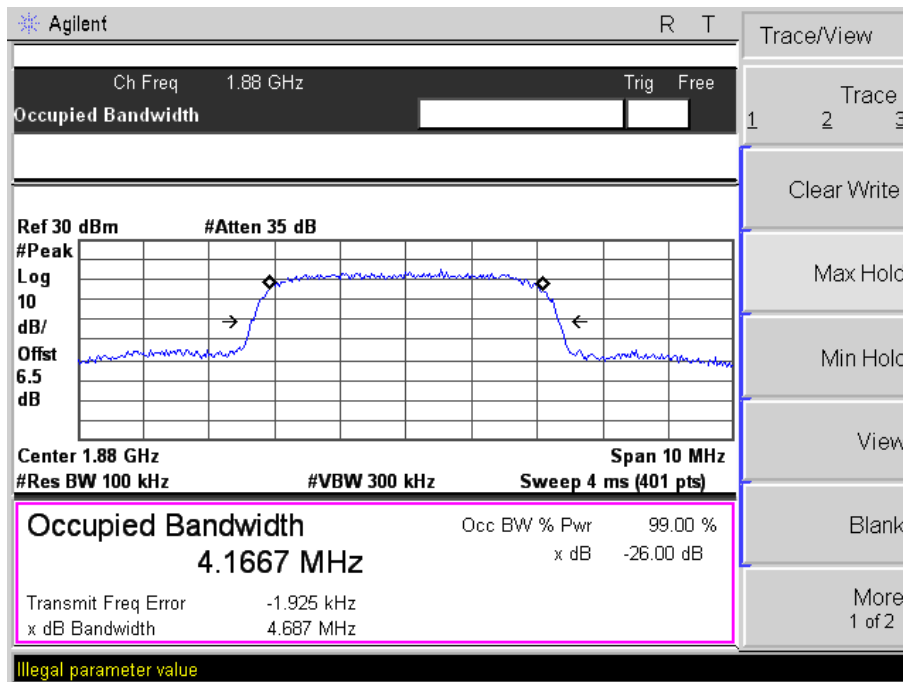 Agilent R T
Ch Freq 1.88 GHz Trig Free
Occupied Bandwidth
Ref 30 dBm #Atten 35 dB
#Peak
Log
10
dB/
Offst
6.5
dB
Center 1.88 GHz Span 10 MHz
#Res BW 100 kHz #VBW 300 kHz Sweep 4 ms (401 pts)
Occupied Bandwidth Occ BW % Pwr 99.00 %
4.1667 MHz x dB -26.00 dB
Transmit Freq Error -1.925 kHz
x dB Bandwidth 4.687 MHz
Illegal parameter value
Trace/View
Trace
1 2 3
Clear Write
Max Hold
Min Hold
View
Blank
More
1 of 2